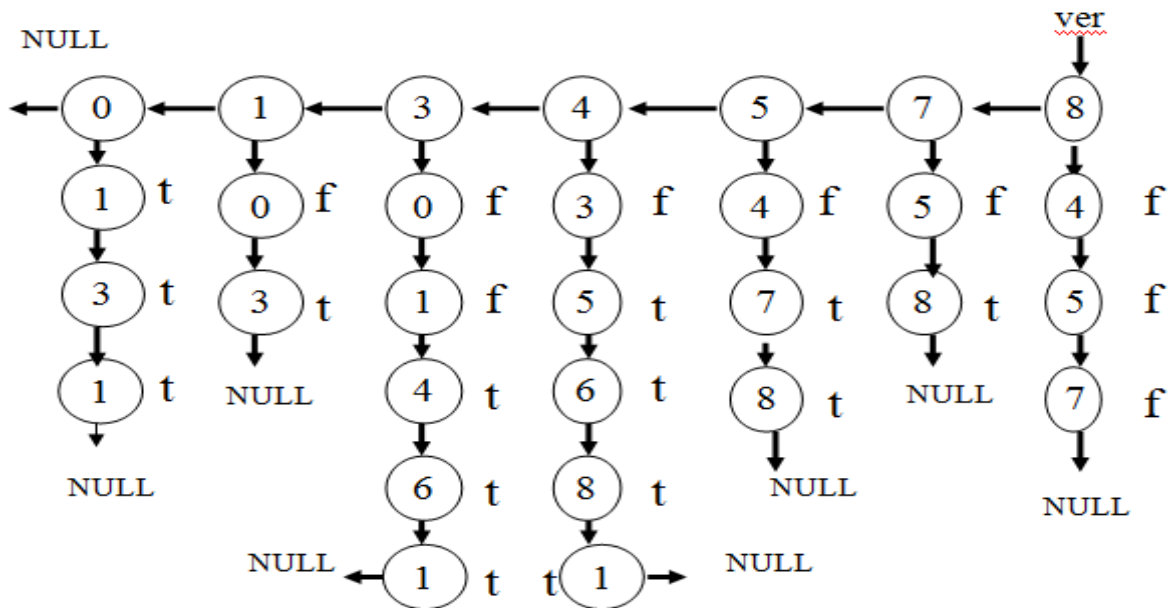 ver
NULL
0 1 3 4 5 7 8
1 t 0 f 0 f 3 f 4 f 5 f 4 f
3 t 3 t 1 f 5 t 7 t 8 t 5 f
1 t NULL 4 t 6 t 8 t NULL 7 f
NULL 6 t 8 t NULL NULL
NULL 1 t t 1 NULL